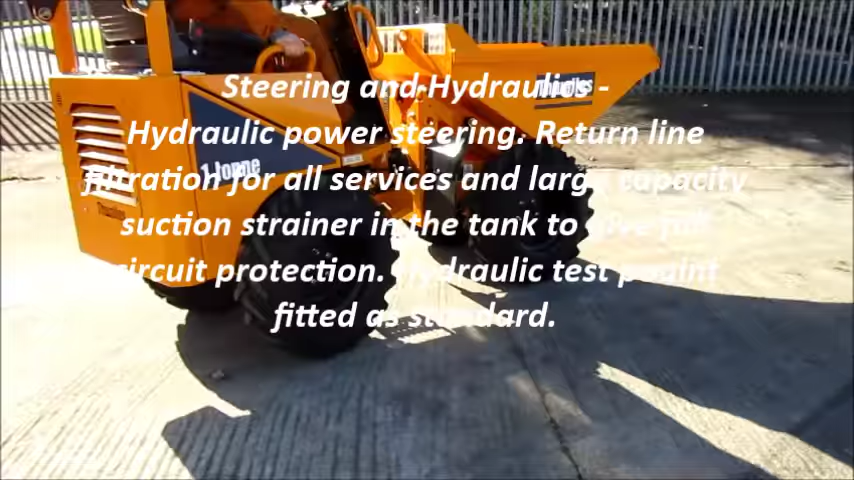 Steering and Hydraulics -
Thwaites
Hydraulic power steering. Return line
1 tonne
filtration for all services and large capacity
suction strainer in the tank to give full
circuit protection. Hydraulic test point
fitted as standard.